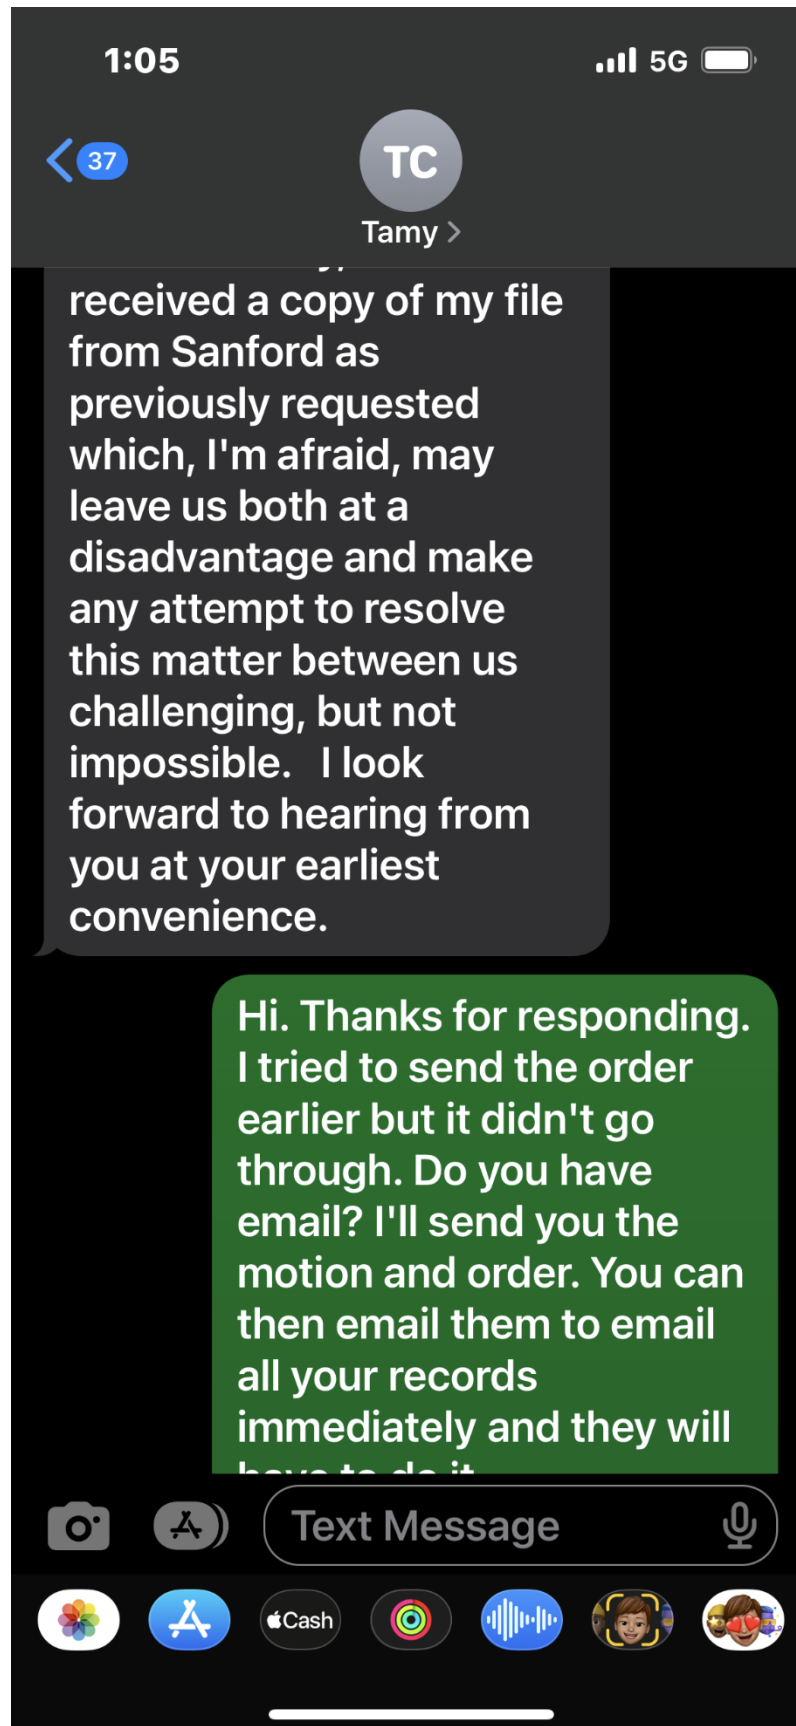 1:05
5G
37
TC
Tamy
received a copy of my file
from Sanford as
previously requested
which, I'm afraid, may
leave us both at a
disadvantage and make
any attempt to resolve
this matter between us
challenging, but not
impossible.   I look
forward to hearing from
you at your earliest
convenience.
Hi. Thanks for responding.
I tried to send the order
earlier but it didn't go
through. Do you have
email? I'll send you the
motion and order. You can
then email them to email
all your records
immediately and they will
have to do it
Text Message
Cash